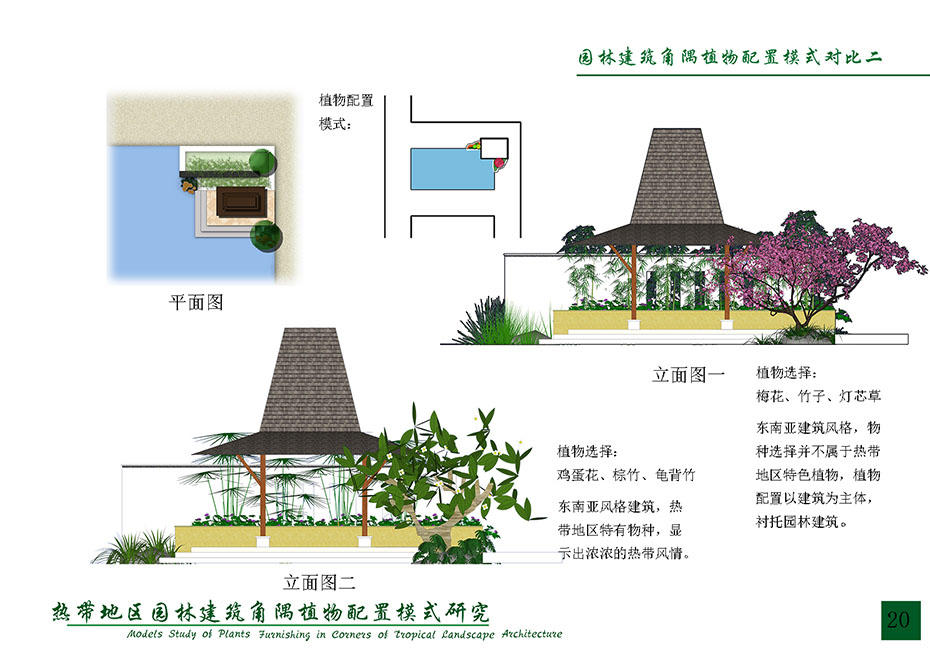 园林建筑角隅植物配置模式对比二
植物配置
模式：
平面图
立面图一
植物选择：
梅花、竹子、灯芯草
东南亚建筑风格，物
种选择并不属于热带
地区特色植物，植物
配置以建筑为主体，
衬托园林建筑。
植物选择：
鸡蛋花、棕竹、龟背竹
东南亚风格建筑，热
带地区特有物种，显
示出浓浓的热带风情。
立面图二
热带地区园林建筑角隅植物配置模式研究
Models Study of Plants Furnishing in Corners of Tropical Landscape Architecture
20